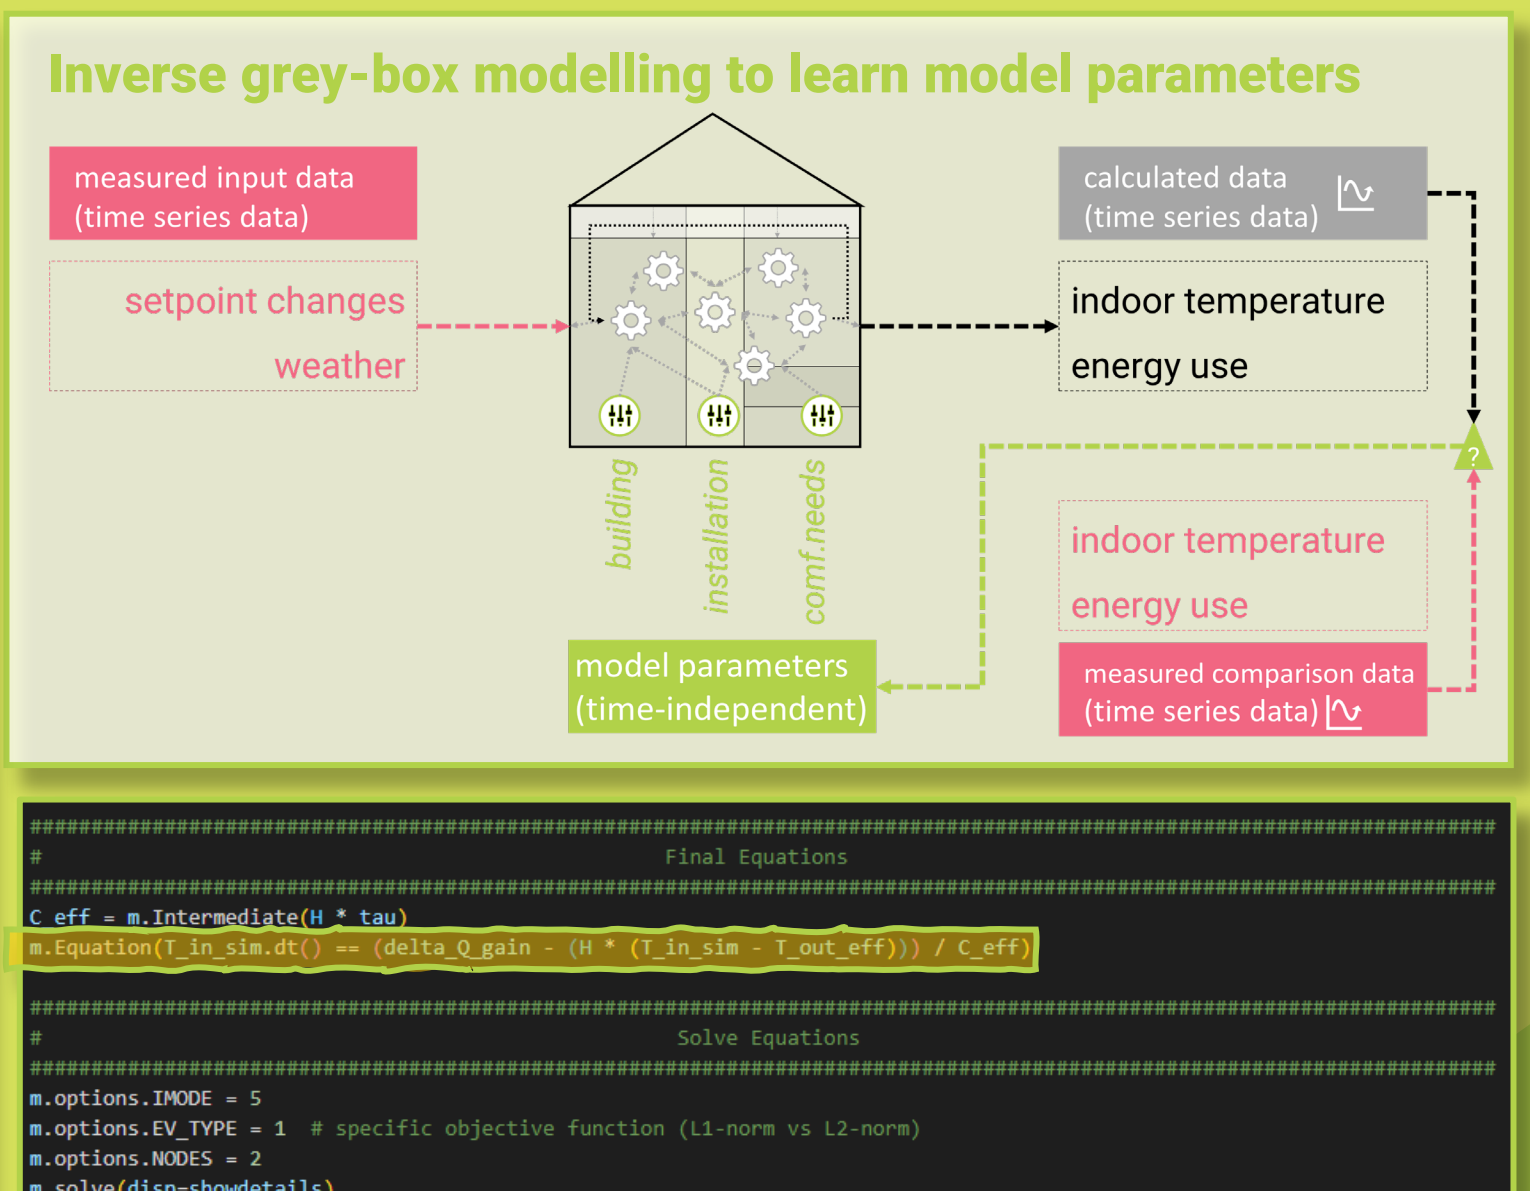 Inverse grey-box modelling to learn model parameters
measured input data
(time series data)
setpoint changes
weather
calculated data
(time series data)
indoor temperature
energy use
?
building
installation
comf.needs
indoor temperature
energy use
model parameters
(time-independent)
measured comparison data
(time series data)
########################################################################################################################
# Final Equations
########################################################################################################################
C_eff = m.Intermediate(H * tau)
m.Equation(T_in_sim.dt() == (delta_Q_gain - (H * (T_in_sim - T_out_eff))) / C_eff)
########################################################################################################################
# Solve Equations
########################################################################################################################
m.options.IMODE = 5
m.options.EV_TYPE = 1 # specific objective function (L1-norm vs L2-norm)
m.options.NODES = 2
m.solve(disp=showdetails)